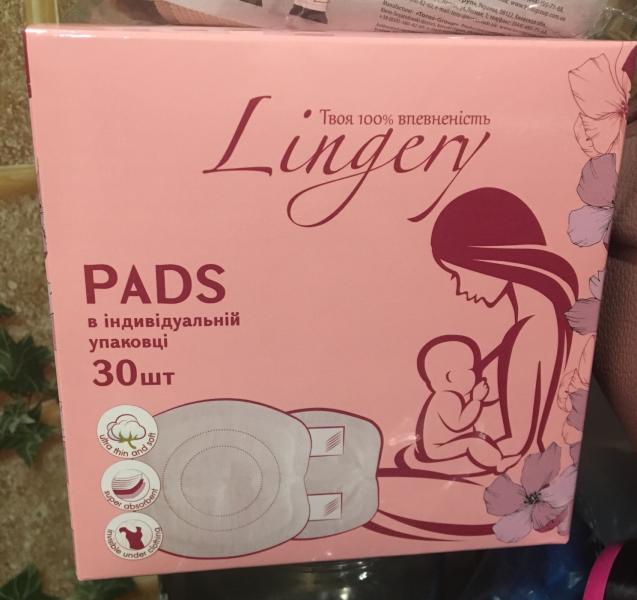 Твоя 100% впевненість
Lingery
PADS
в індивідуальній
упаковці
30шт
ultra thin and soft
super absorbent
invisible under clothing